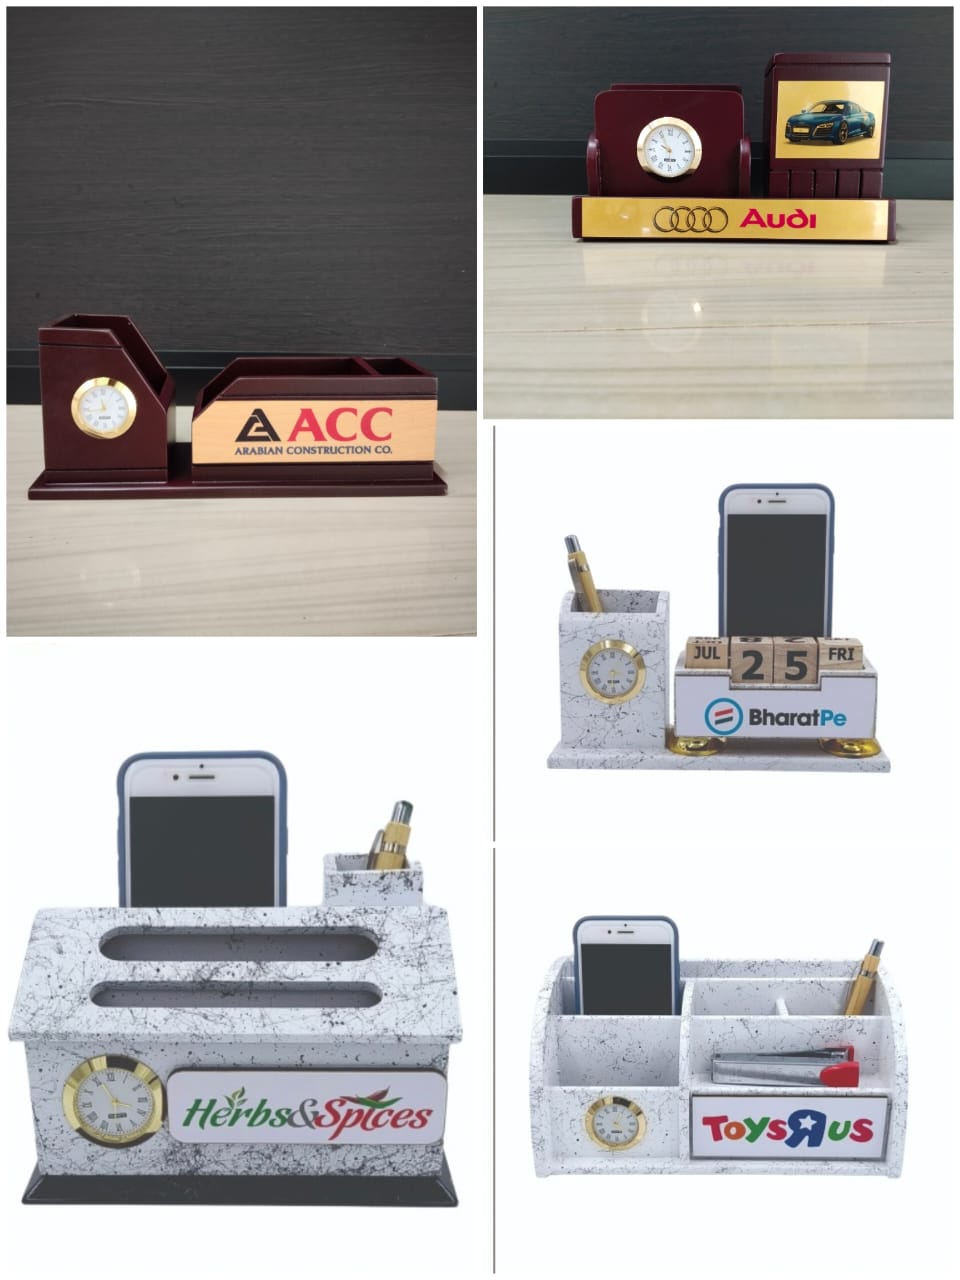 ACC
ARABIAN CONSTRUCTION CO.
Audi
JUL
25
FRI
BharatPe
Herbs&Spices
ToysRus